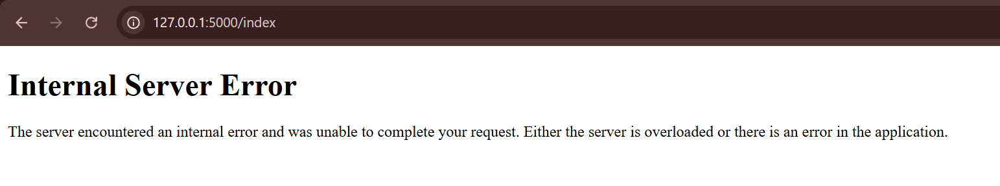 127.0.0.1:5000/index
Internal Server Error
The server encountered an internal error and was unable to complete your request. Either the server is overloaded or there is an error in the application.